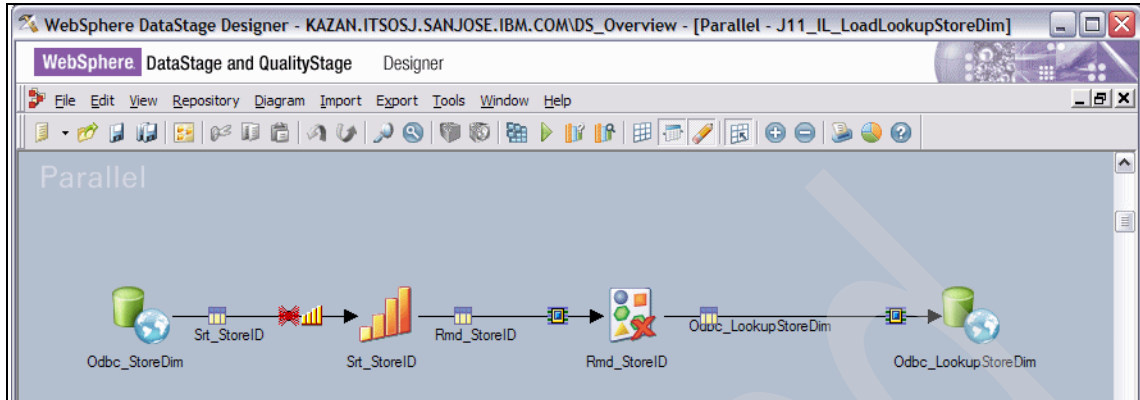 WebSphere DataStage Designer - KAZAN.ITSOSJ.SANJOSE.IBM.COM\DS_Overview - [Parallel - J11_IL_LoadLookupStoreDim]
WebSphere. DataStage and QualityStage Designer
File Edit View Repository Diagram Import Export Tools Window Help
Parallel
Srt_StoreID Rmd_StoreID Odbc_LookupStoreDim
Odbc_StoreDim Srt_StoreID Rmd_StoreID Odbc_LookupStoreDim